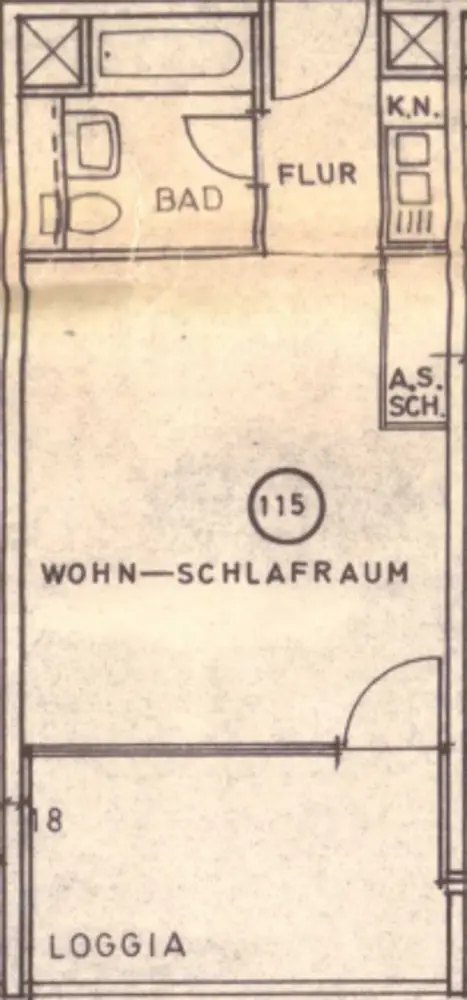 K.N.
FLUR
BAD
A.S.
SCH.
115
WOHN—SCHLAFRAUM
18
LOGGIA